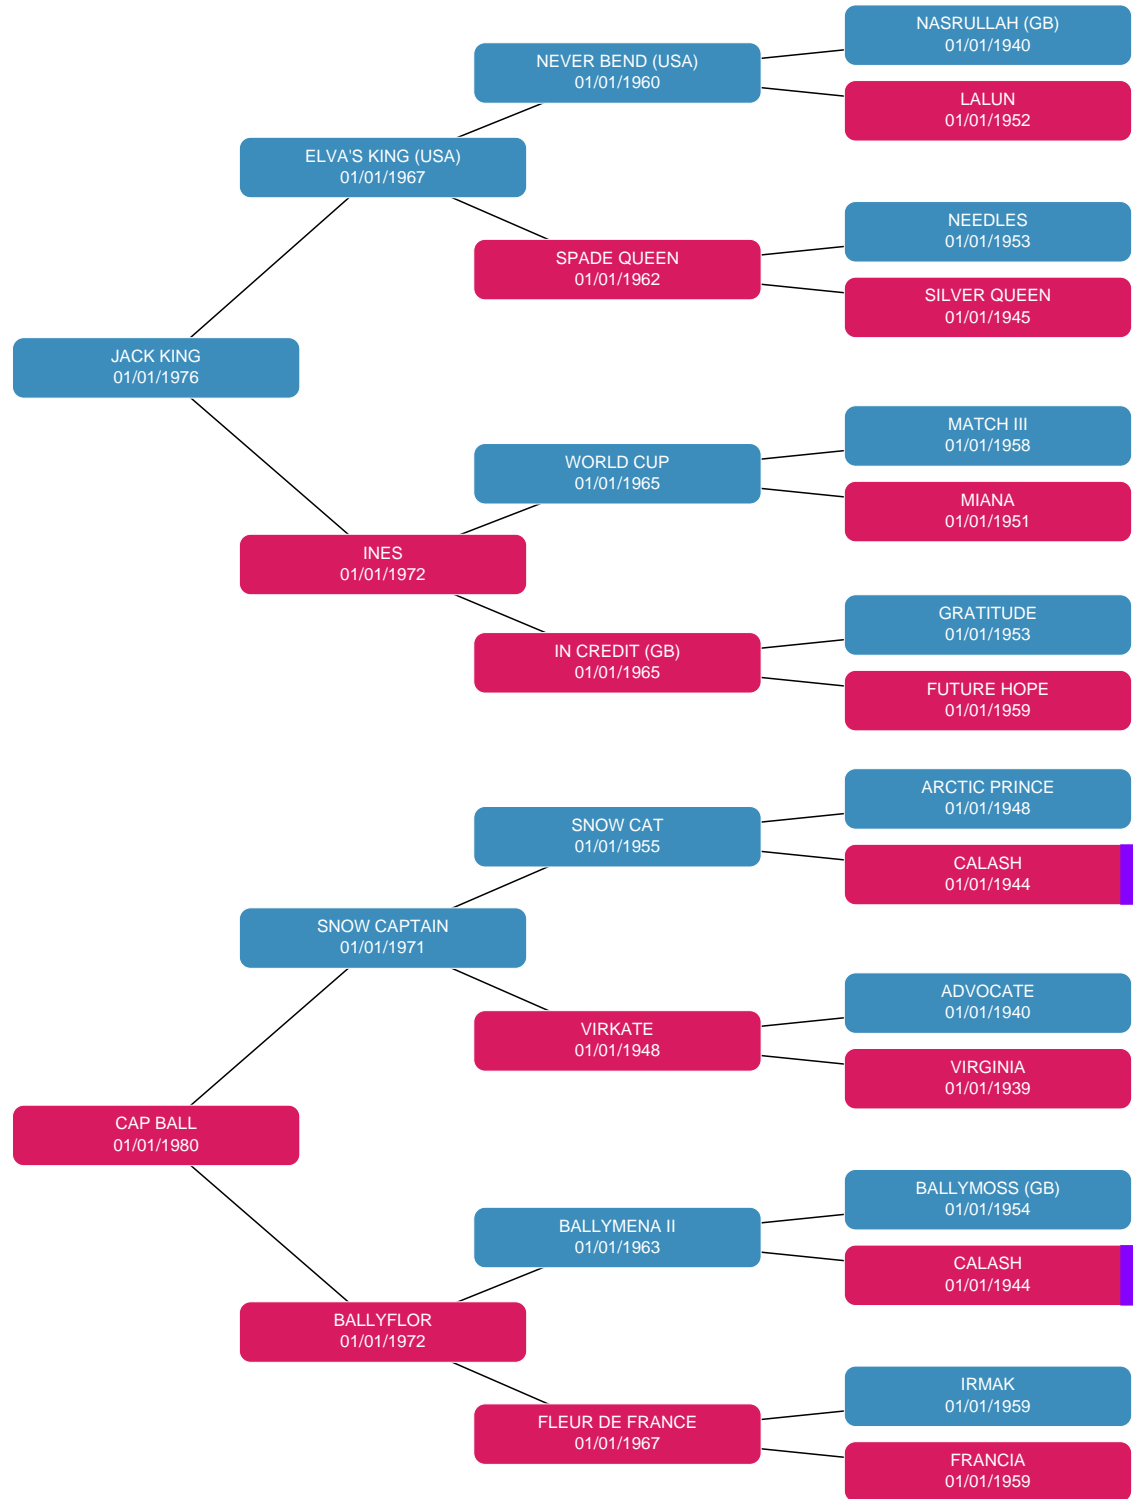 NASRULLAH (GB)
01/01/1940
NEVER BEND (USA)
01/01/1960
LALUN
01/01/1952
ELVA'S KING (USA)
01/01/1967
NEEDLES
01/01/1953
SPADE QUEEN
01/01/1962
SILVER QUEEN
01/01/1945
JACK KING
01/01/1976
MATCH III
01/01/1958
WORLD CUP
01/01/1965
MIANA
01/01/1951
INES
01/01/1972
GRATITUDE
01/01/1953
IN CREDIT (GB)
01/01/1965
FUTURE HOPE
01/01/1959
ARCTIC PRINCE
01/01/1948
SNOW CAT
01/01/1955
CALASH
01/01/1944
SNOW CAPTAIN
01/01/1971
ADVOCATE
01/01/1940
VIRKATE
01/01/1948
VIRGINIA
01/01/1939
CAP BALL
01/01/1980
BALLYMOSS (GB)
01/01/1954
BALLYMENA II
01/01/1963
CALASH
01/01/1944
BALLYFLOR
01/01/1972
IRMAK
01/01/1959
FLEUR DE FRANCE
01/01/1967
FRANCIA
01/01/1959